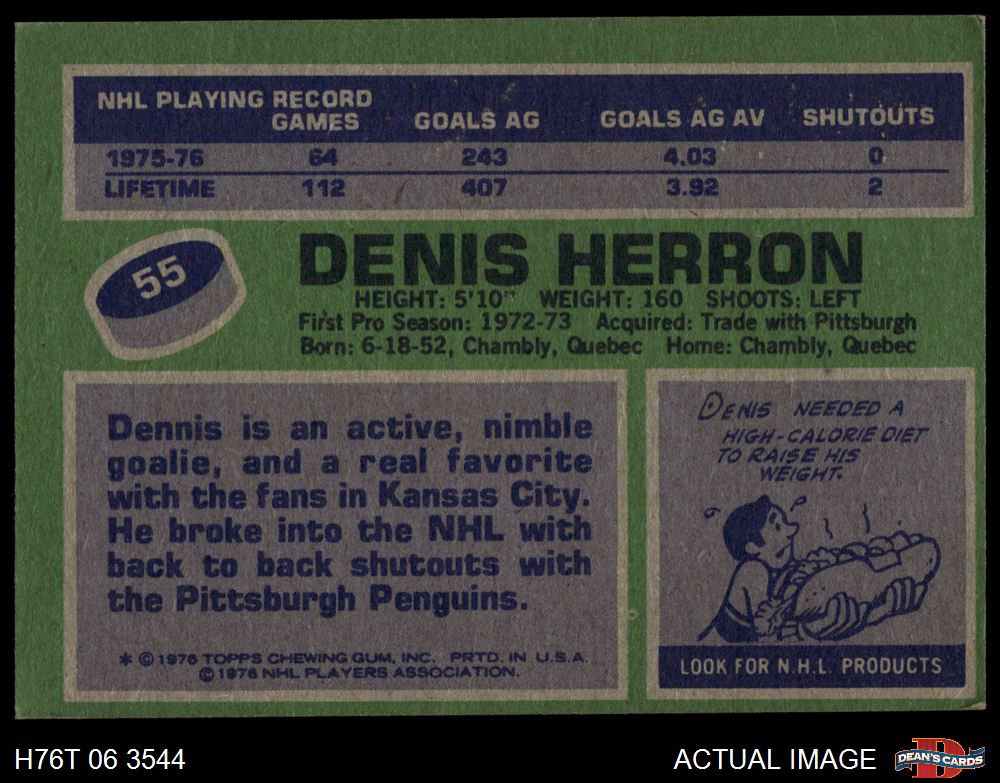 NHL PLAYING RECORD
GAMES GOALS AG GOALS AG AV SHUTOUTS
1975-76 64 243 4.03 0
LIFETIME 112 407 3.92 2
55
DENIS HERRON
HEIGHT: 5'10" WEIGHT: 160 SHOOTS: LEFT
First Pro Season: 1972-73 Acquired: Trade with Pittsburgh
Born: 6-18-52, Chambly, Quebec Home: Chambly, Quebec
Dennis is an active, nimble
goalie, and a real favorite
with the fans in Kansas City.
He broke into the NHL with
back to back shutouts with
the Pittsburgh Penguins.
* © 1976 TOPPS CHEWING GUM, INC. PRTD. IN U.S.A.
© 1976 NHL PLAYERS ASSOCIATION.
DENIS NEEDED A
HIGH-CALORIE DIET
TO RAISE HIS
WEIGHT.
LOOK FOR N.H.L. PRODUCTS
H76T 06 3544
ACTUAL IMAGE
D
DEAN'S CARDS